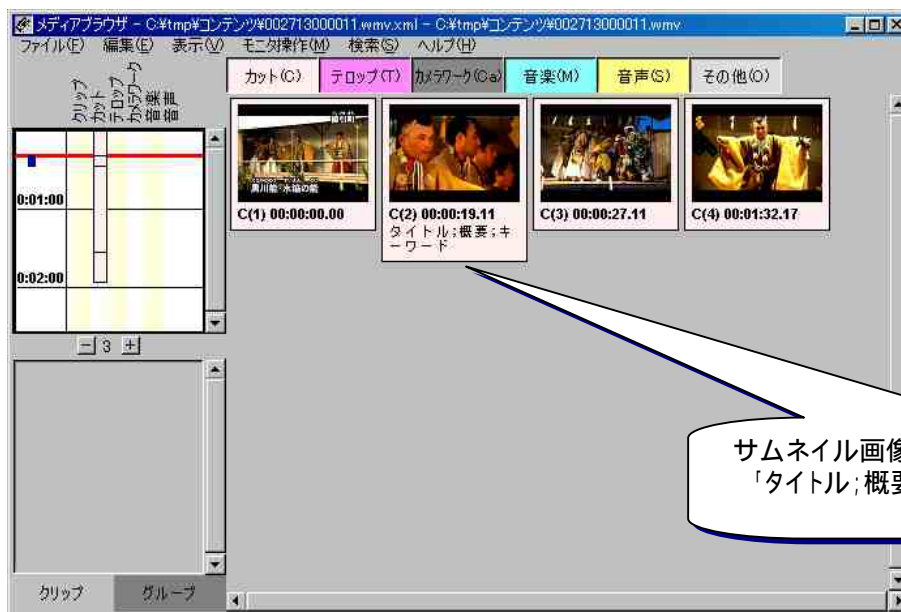 メディアブラウザ - C:¥tmp¥コンテンツ¥002713000011.wmv.xml - C:¥tmp¥コンテンツ¥002713000011.wmv
ファイル(F) 編集(E) 表示(V) モニタ操作(M) 検索(S) ヘルプ(H)
クリップ
カット
テロップ
カメラワーク
音楽
音声
カット(C) テロップ(T) カメラワーク(Ca) 音楽(M) 音声(S) その他(O)
0:01:00
0:02:00
- 3 +
黒川能 水焔の能
C(1) 00:00:00.00
C(2) 00:00:19.11
タイトル;概要;キ
ーワード
C(3) 00:00:27.11
C(4) 00:01:32.17
サムネイル画像
「タイトル;概要
クリップ グループ